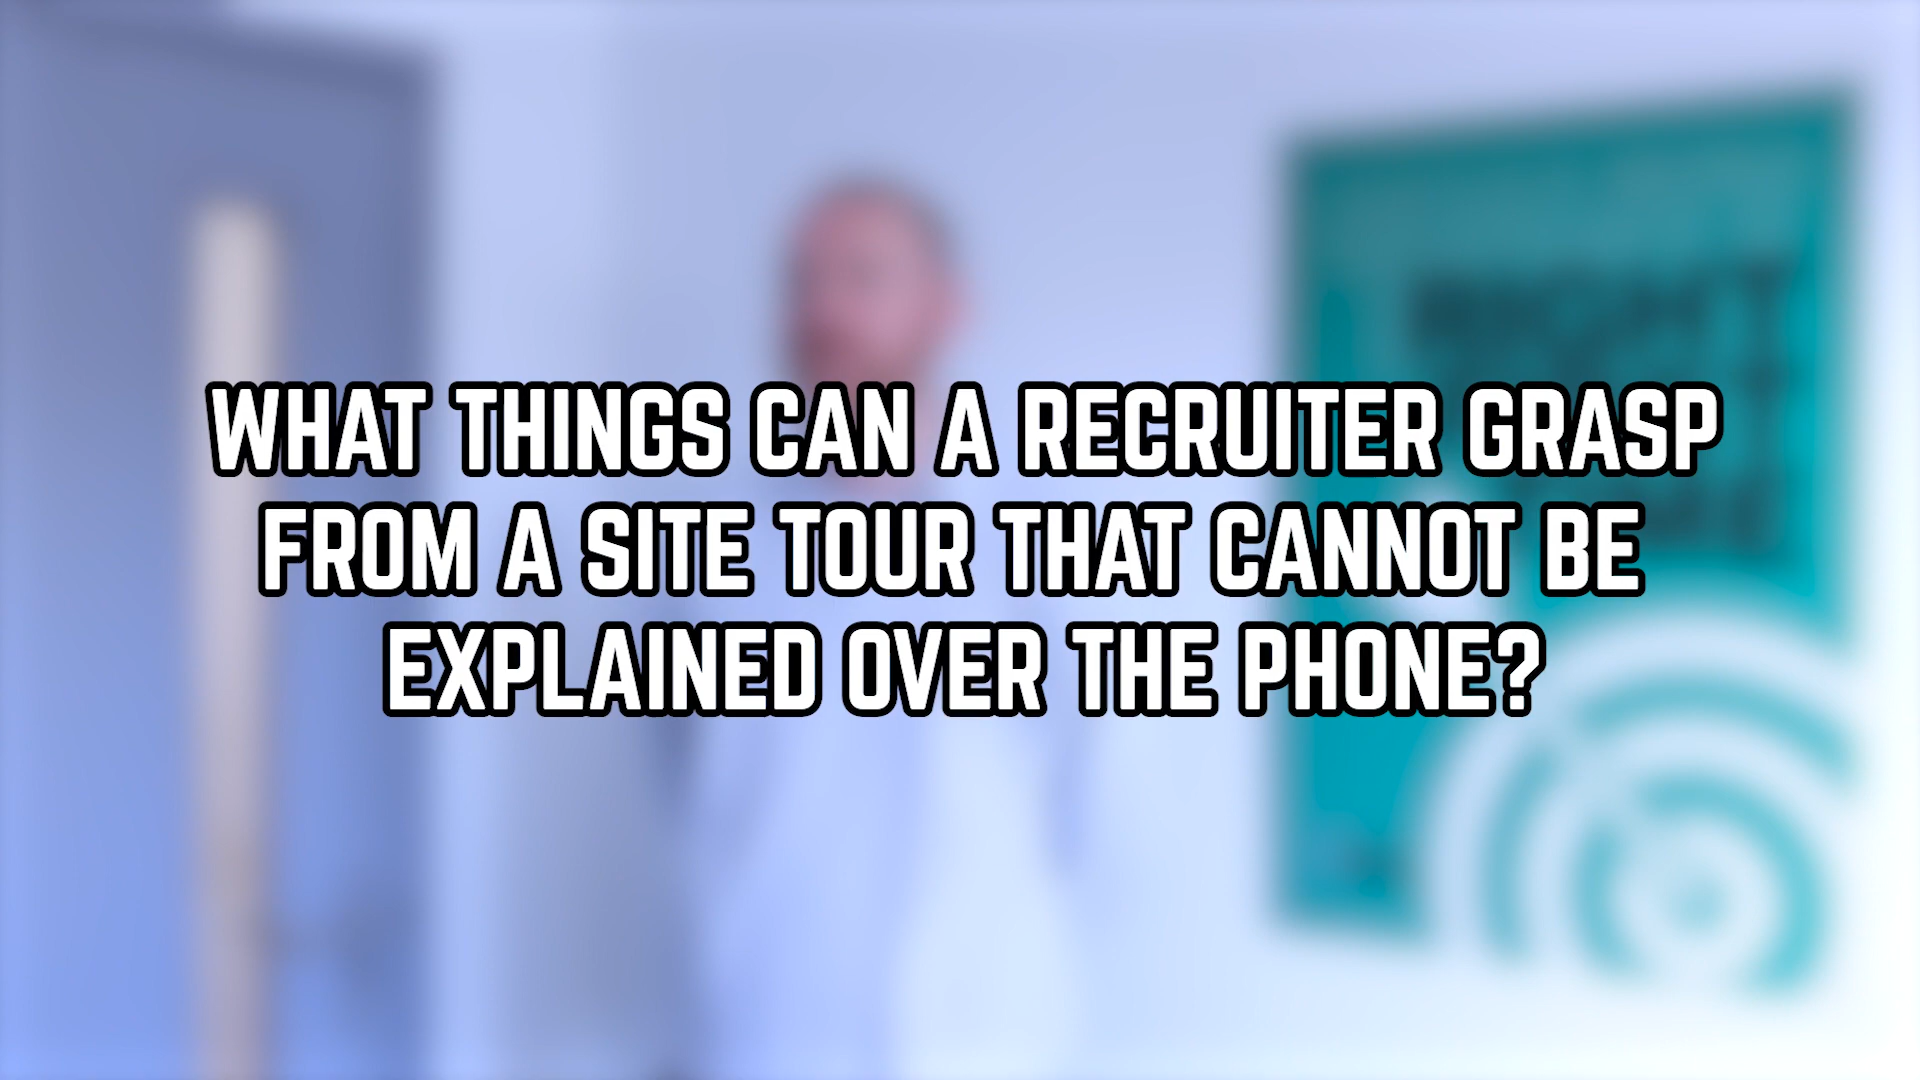 WHAT THINGS CAN A RECRUITER GRASP
FROM A SITE TOUR THAT CANNOT BE
EXPLAINED OVER THE PHONE?